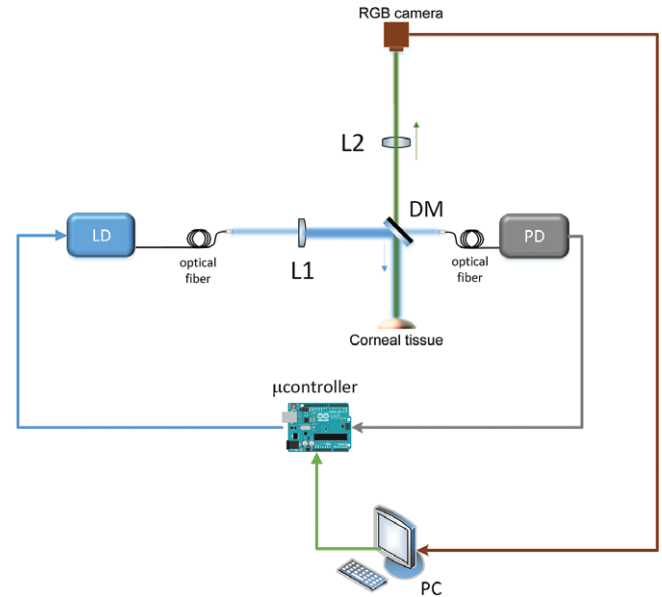 RGB camera
L2
DM
LD
PD
optical
fiber
L1
optical
fiber
Corneal tissue
μcontroller
PC